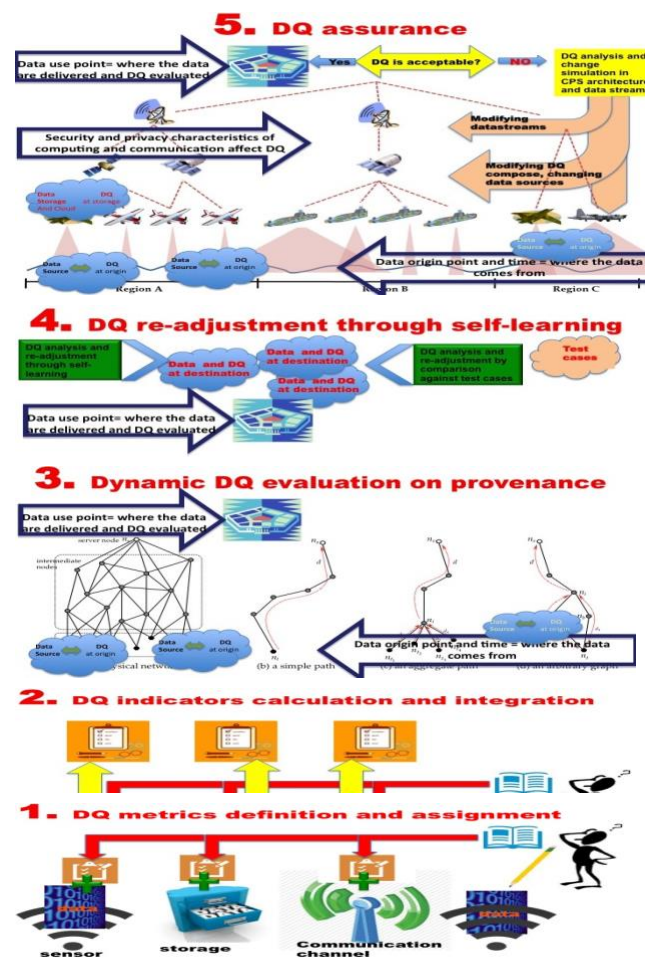 5. DQ assurance
Data use point= where the data
are delivered and DQ evaluated
Yes
DQ is acceptable?
NO
DQ analysis and
change
simulation in
CPS architecture
and data stream
Modifying
datastreams
Security and privacy characteristics of
computing and communication affect DQ
Modifying DQ
compose, changing
data sources
Data DQ
Storage at storage
And Cloud
Data DQ
Source at origin
Data DQ
Source at origin
Data DQ
Source at origin
Data origin point and time = where the data
comes from
Region A
Region B
Region C
4. DQ re-adjustment through self-learning
DQ analysis and
re-adjustment
through self-
learning
Data and DQ
at destination
Data and DQ
at destination
Data and DQ
at destination
DQ analysis and
re-adjustment by
comparison
against test cases
Test
cases
Data use point= where the data
are delivered and DQ evaluated
3. Dynamic DQ evaluation on provenance
Data use point= where the data
are delivered and DQ evaluated
server node
intermediate
nodes
d
d
d
Data DQ
Source at origin
Data DQ
Source at origin
Data DQ
Source at origin
Data origin point and time = where the data
comes from
(b) a simple path
2. DQ indicators calculation and integration
1. DQ metrics definition and assignment
Data
Data
sensor
storage
Communication
channel